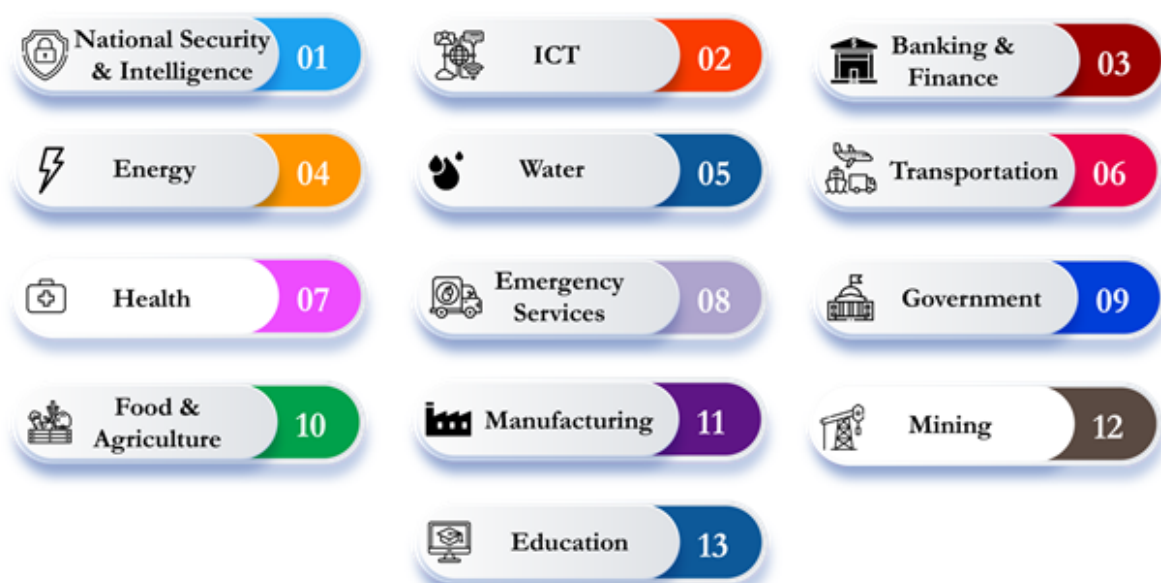 National Security
& Intelligence
01
ICT
02
Banking &
Finance
03
Energy
04
Water
05
Transportation
06
Health
07
Emergency
Services
08
Government
09
Food &
Agriculture
10
Manufacturing
11
Mining
12
Education
13